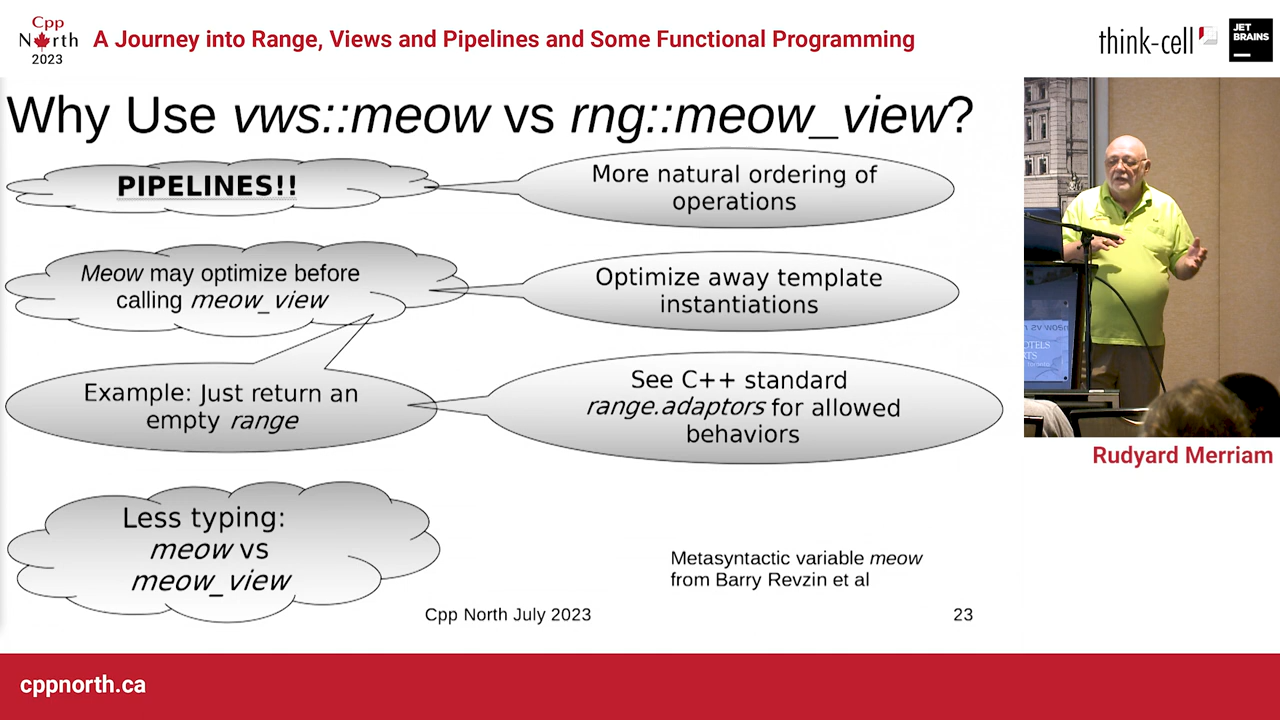 Cpp
North
2023
A Journey into Range, Views and Pipelines and Some Functional Programming
think-cell
JET
BRAINS
Why Use vws::meow vs rng::meow_view?
PIPELINES!!
More natural ordering of
operations
Meow may optimize before
calling meow_view
Optimize away template
instantiations
Example: Just return an
empty range
See C++ standard
range.adaptors for allowed
behaviors
Less typing:
meow vs
meow_view
Metasyntactic variable meow
from Barry Revzin et al
Cpp North July 2023
23
Rudyard Merriam
cppnorth.ca